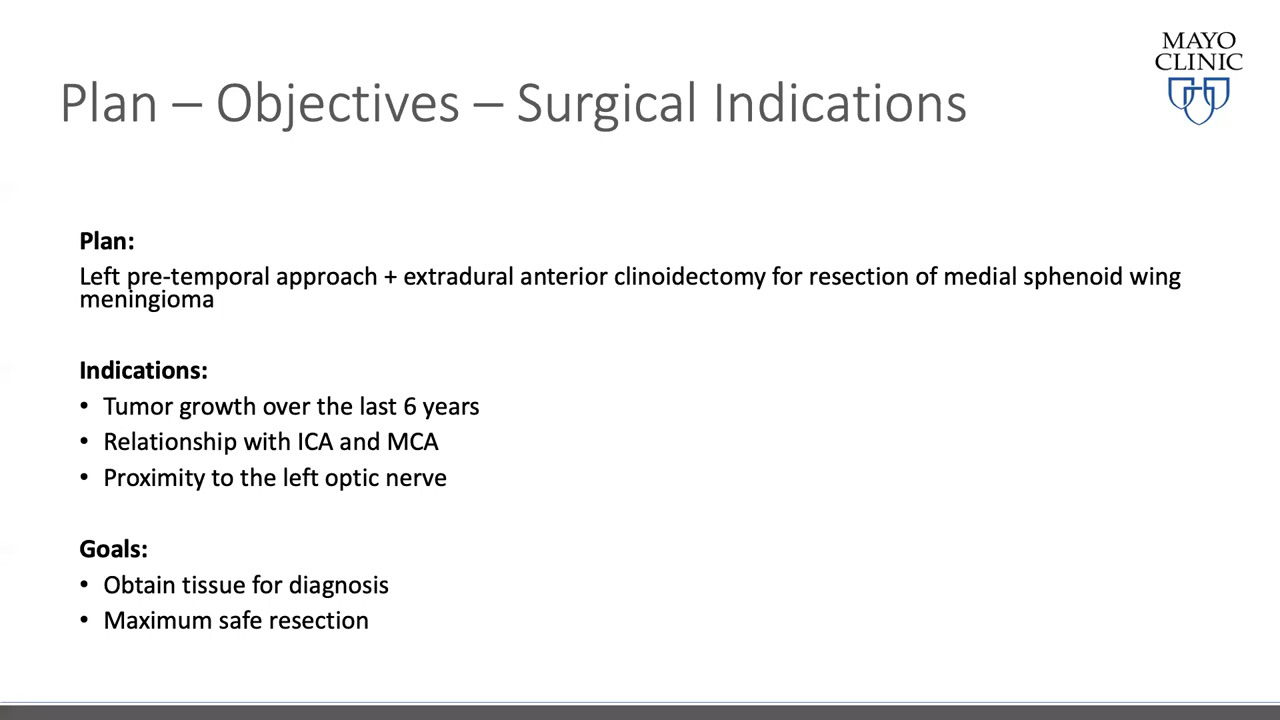 MAYO
CLINIC
Plan – Objectives – Surgical Indications
Plan:
Left pre-temporal approach + extradural anterior clinoidectomy for resection of medial sphenoid wing
meningioma
Indications:
• Tumor growth over the last 6 years
• Relationship with ICA and MCA
• Proximity to the left optic nerve
Goals:
• Obtain tissue for diagnosis
• Maximum safe resection